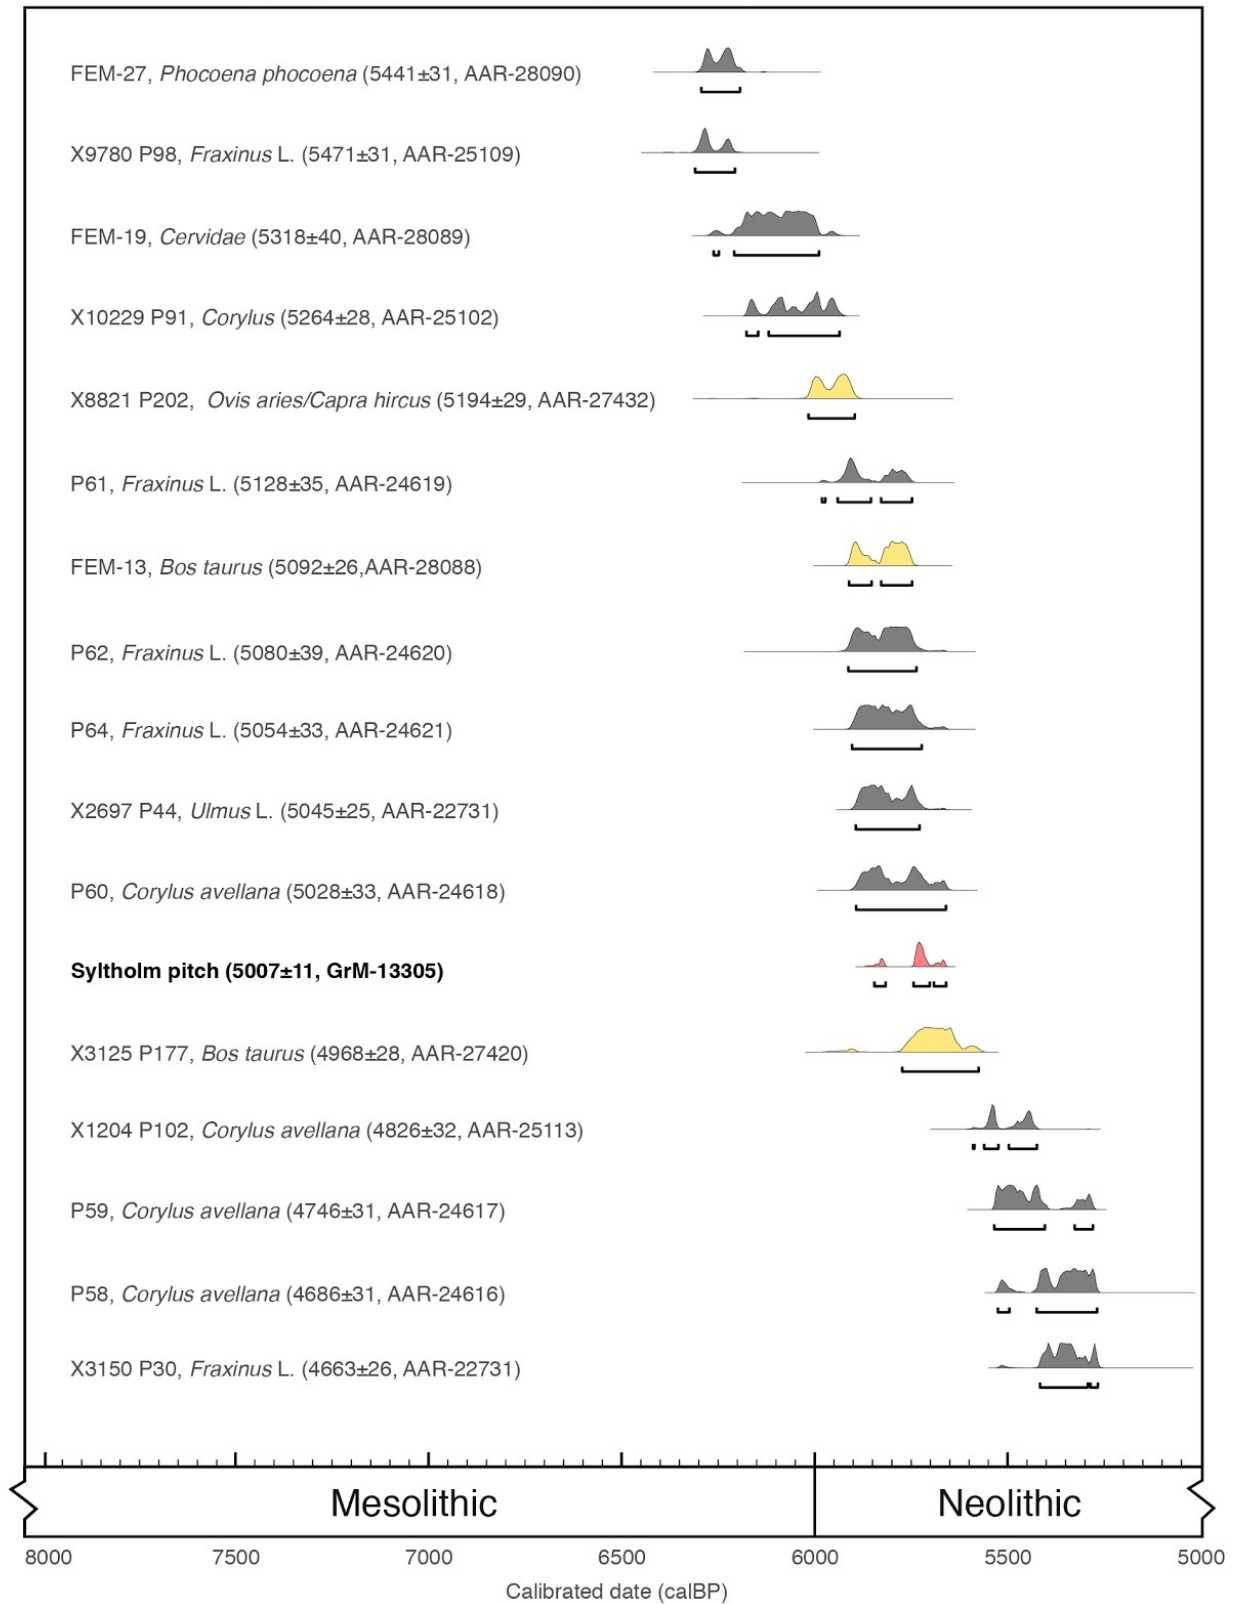 FEM-27, Phocoena phocoena (5441±31, AAR-28090)
X9780 P98, Fraxinus L. (5471±31, AAR-25109)
FEM-19, Cervidae (5318±40, AAR-28089)
X10229 P91, Corylus (5264±28, AAR-25102)
X8821 P202, Ovis aries/Capra hircus (5194±29, AAR-27432)
P61, Fraxinus L. (5128±35, AAR-24619)
FEM-13, Bos taurus (5092±26,AAR-28088)
P62, Fraxinus L. (5080±39, AAR-24620)
P64, Fraxinus L. (5054±33, AAR-24621)
X2697 P44, Ulmus L. (5045±25, AAR-22731)
P60, Corylus avellana (5028±33, AAR-24618)
Syltholm pitch (5007±11, GrM-13305)
X3125 P177, Bos taurus (4968±28, AAR-27420)
X1204 P102, Corylus avellana (4826±32, AAR-25113)
P59, Corylus avellana (4746±31, AAR-24617)
P58, Corylus avellana (4686±31, AAR-24616)
X3150 P30, Fraxinus L. (4663±26, AAR-22731)
Mesolithic Neolithic
8000 7500 7000 6500 6000 5500 5000
Calibrated date (calBP)